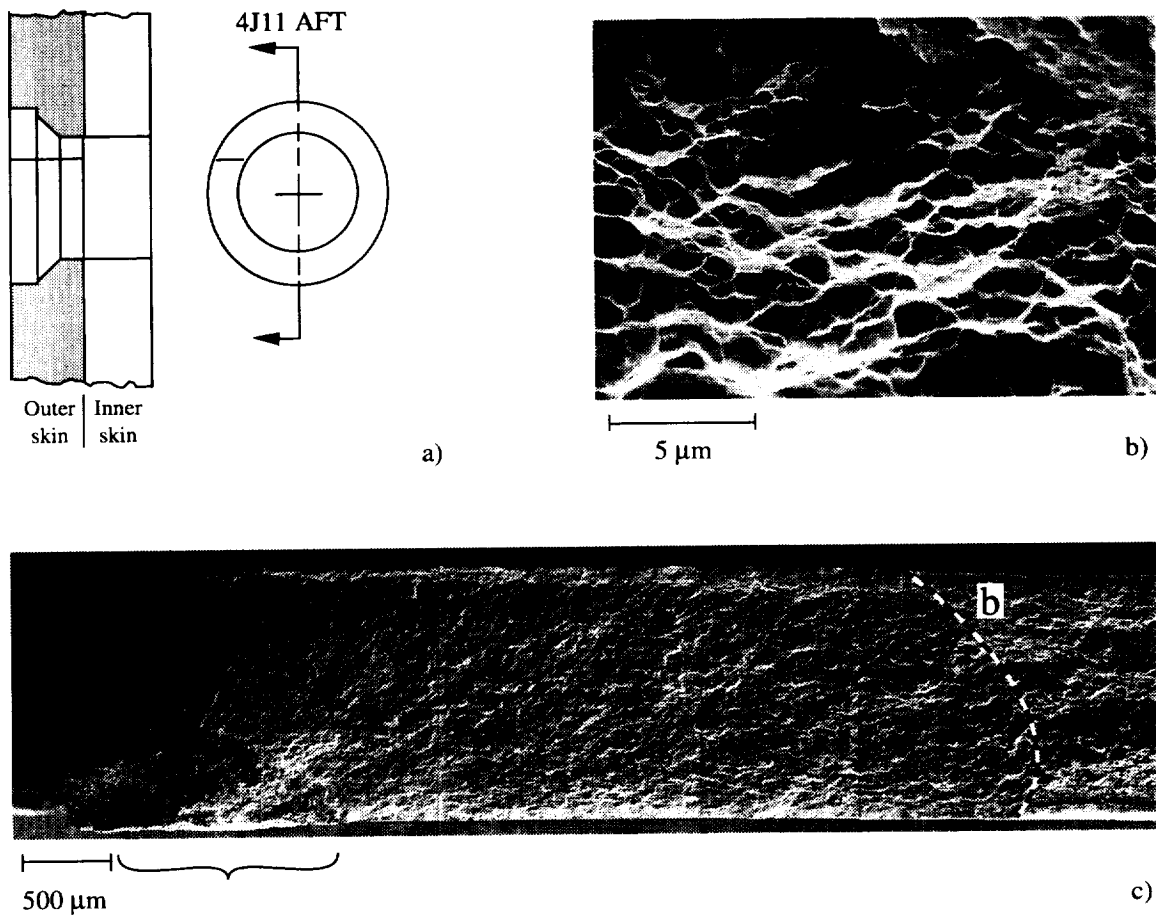 4J11 AFT
Outer
skin
Inner
skin
a)
5 μm
b)
b
500 μm
c)